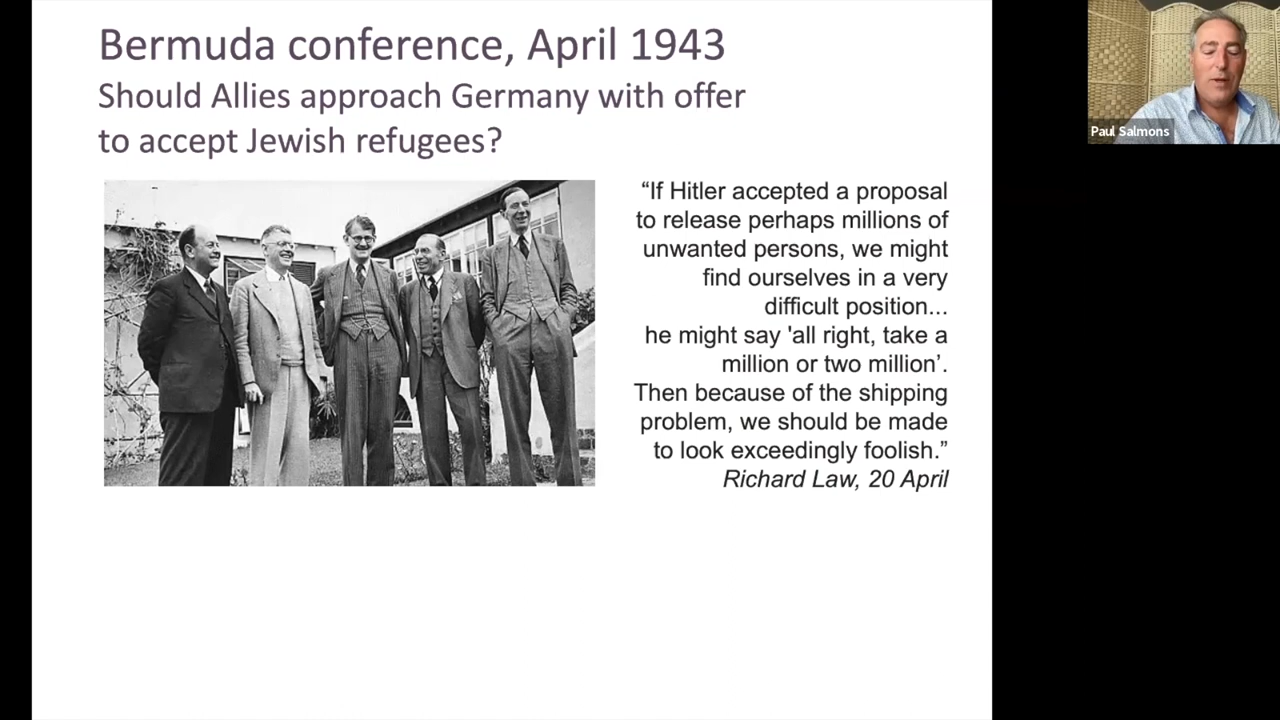 Bermuda conference, April 1943
Should Allies approach Germany with offer
to accept Jewish refugees?
“If Hitler accepted a proposal
to release perhaps millions of
unwanted persons, we might
find ourselves in a very
difficult position...
he might say 'all right, take a
million or two million’.
Then because of the shipping
problem, we should be made
to look exceedingly foolish.”
Richard Law, 20 April
Paul Salmons